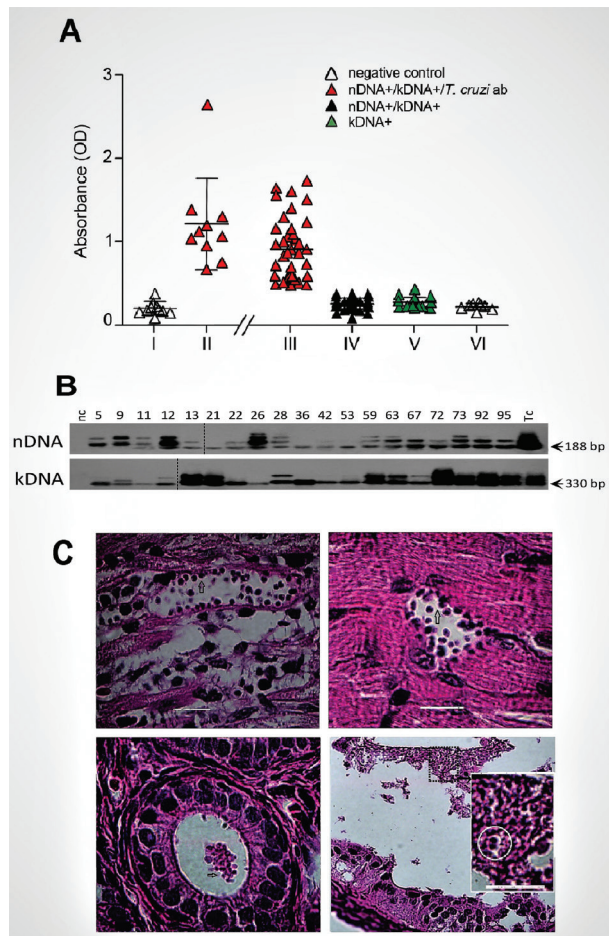 A
negative control
nDNA+/kDNA+/T. cruzi ab
nDNA+/kDNA+
kDNA+
Absorbance (OD)
3
2
1
0
I II III IV V VI
B
nc 5 9 11 12 13 21 22 26 28 36 42 53 59 63 67 72 73 92 95 Tc
nDNA 188 bp
kDNA 330 bp
C